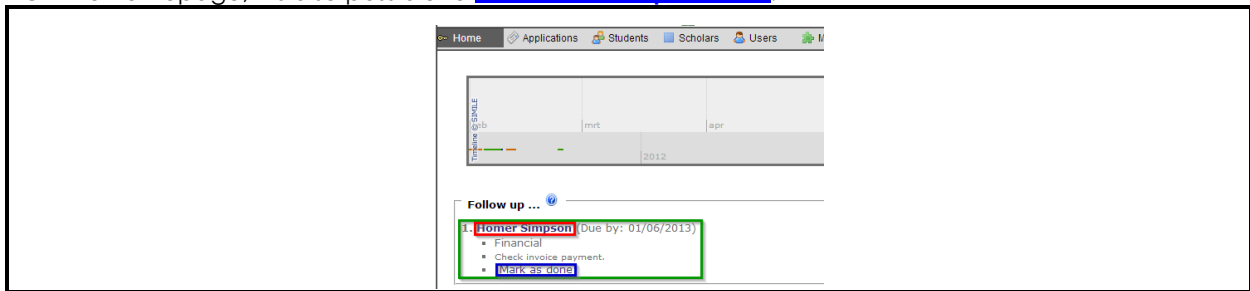 Home Applications Students Scholars Users
Timeline © SIMILE
mrt apr
2012
Follow up ...
1. Homer Simpson (Due by: 01/06/2013)
Financial
Check invoice payment.
Mark as done